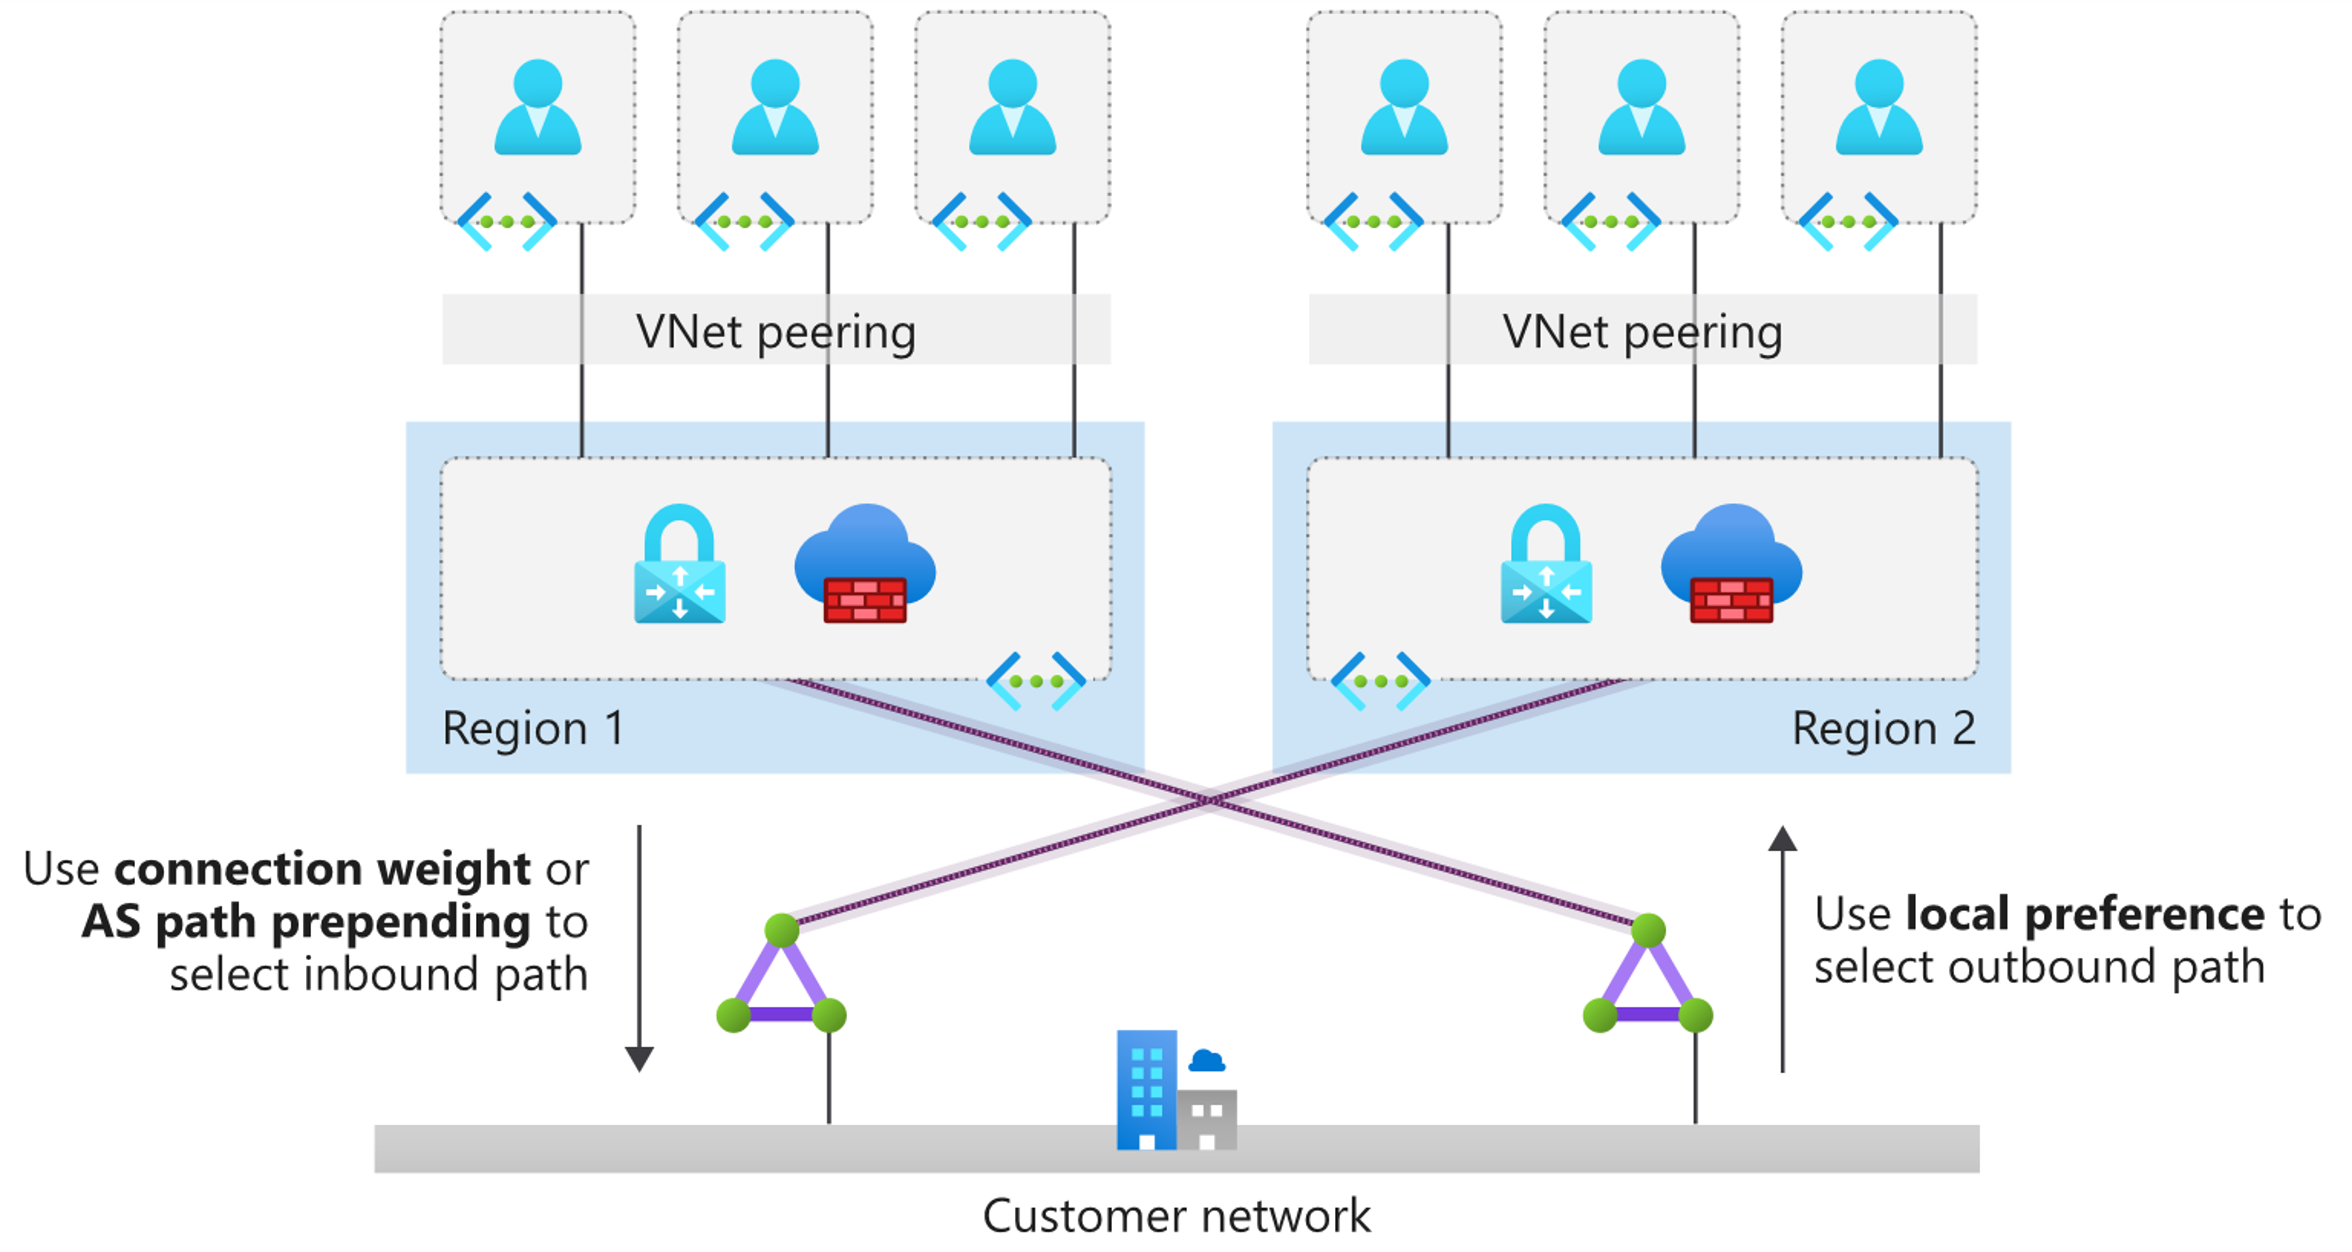 VNet peering
VNet peering
Region 1
Region 2
Use connection weight or
AS path prepending to
select inbound path
Use local preference to
select outbound path
Customer network